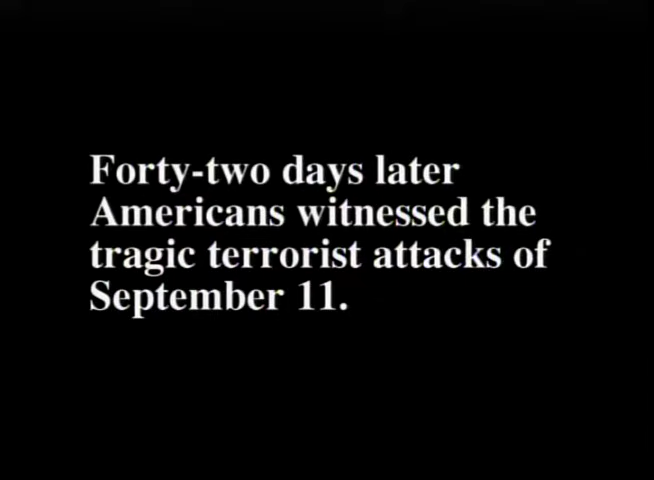 Forty-two days later
Americans witnessed the
tragic terrorist attacks of
September 11.